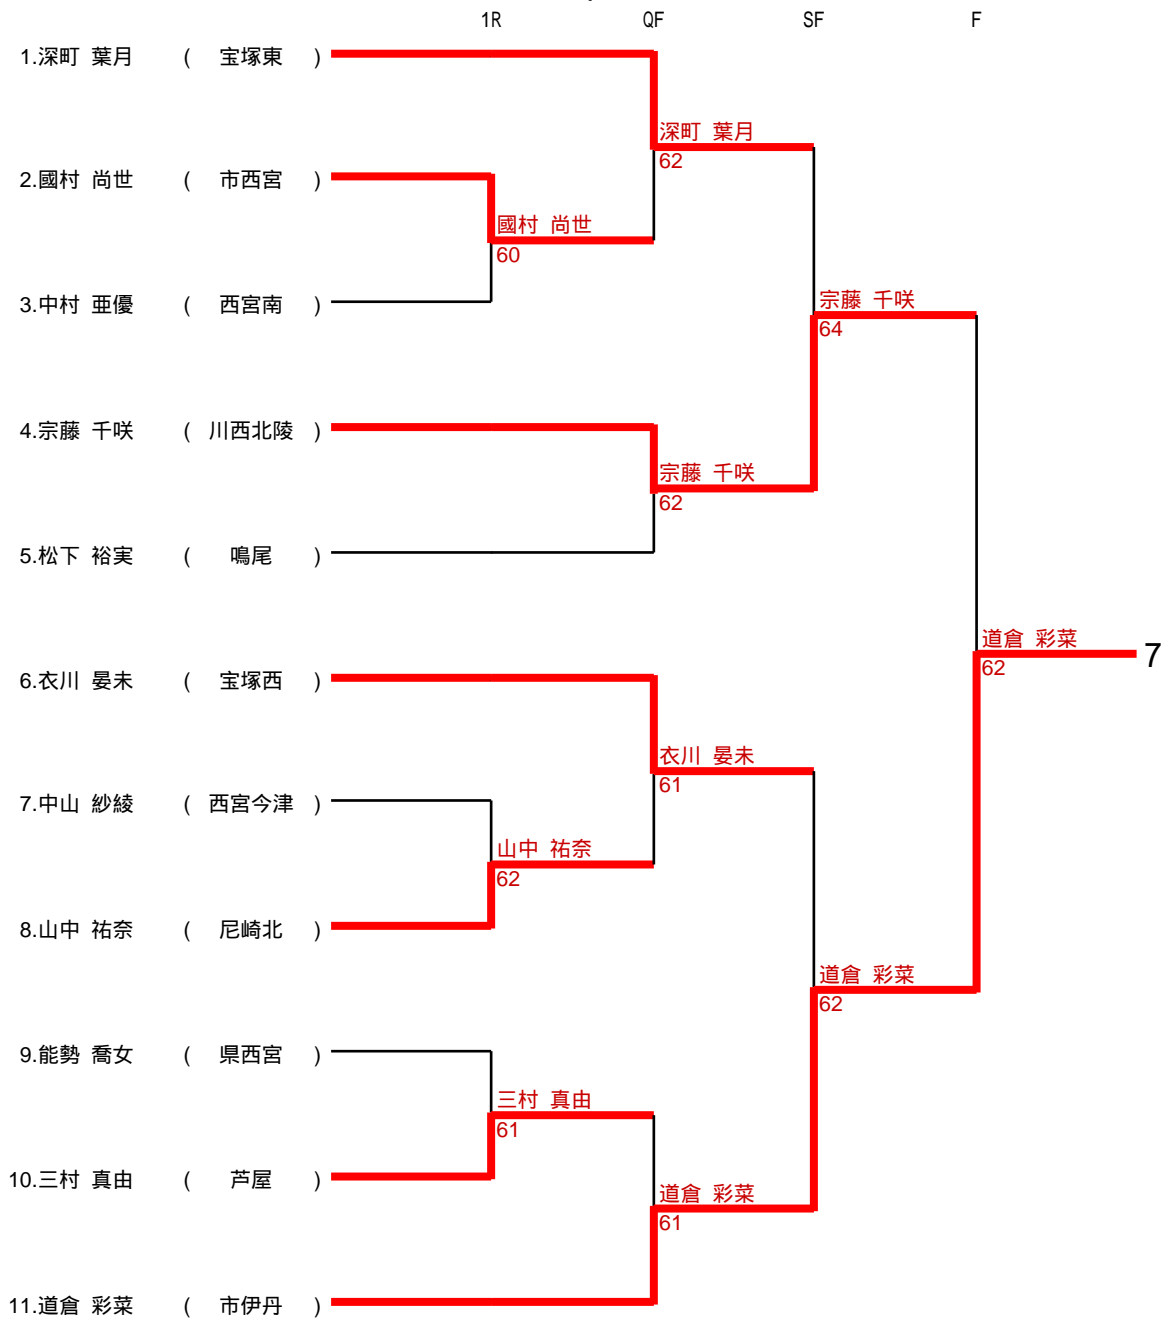 1R QF SF F
1.深町 葉月 ( 宝塚東 )
深町 葉月
62
2.國村 尚世 ( 市西宮 )
國村 尚世
60
3.中村 亜優 ( 西宮南 )
宗藤 千咲
64
4.宗藤 千咲 ( 川西北陵 )
宗藤 千咲
62
5.松下 裕実 ( 鳴尾 )
道倉 彩菜
62
7
6.衣川 晏未 ( 宝塚西 )
衣川 晏未
61
7.中山 紗綾 ( 西宮今津 )
山中 祐奈
62
8.山中 祐奈 ( 尼崎北 )
道倉 彩菜
62
9.能勢 喬女 ( 県西宮 )
三村 真由
61
10.三村 真由 ( 芦屋 )
道倉 彩菜
61
11.道倉 彩菜 ( 市伊丹 )